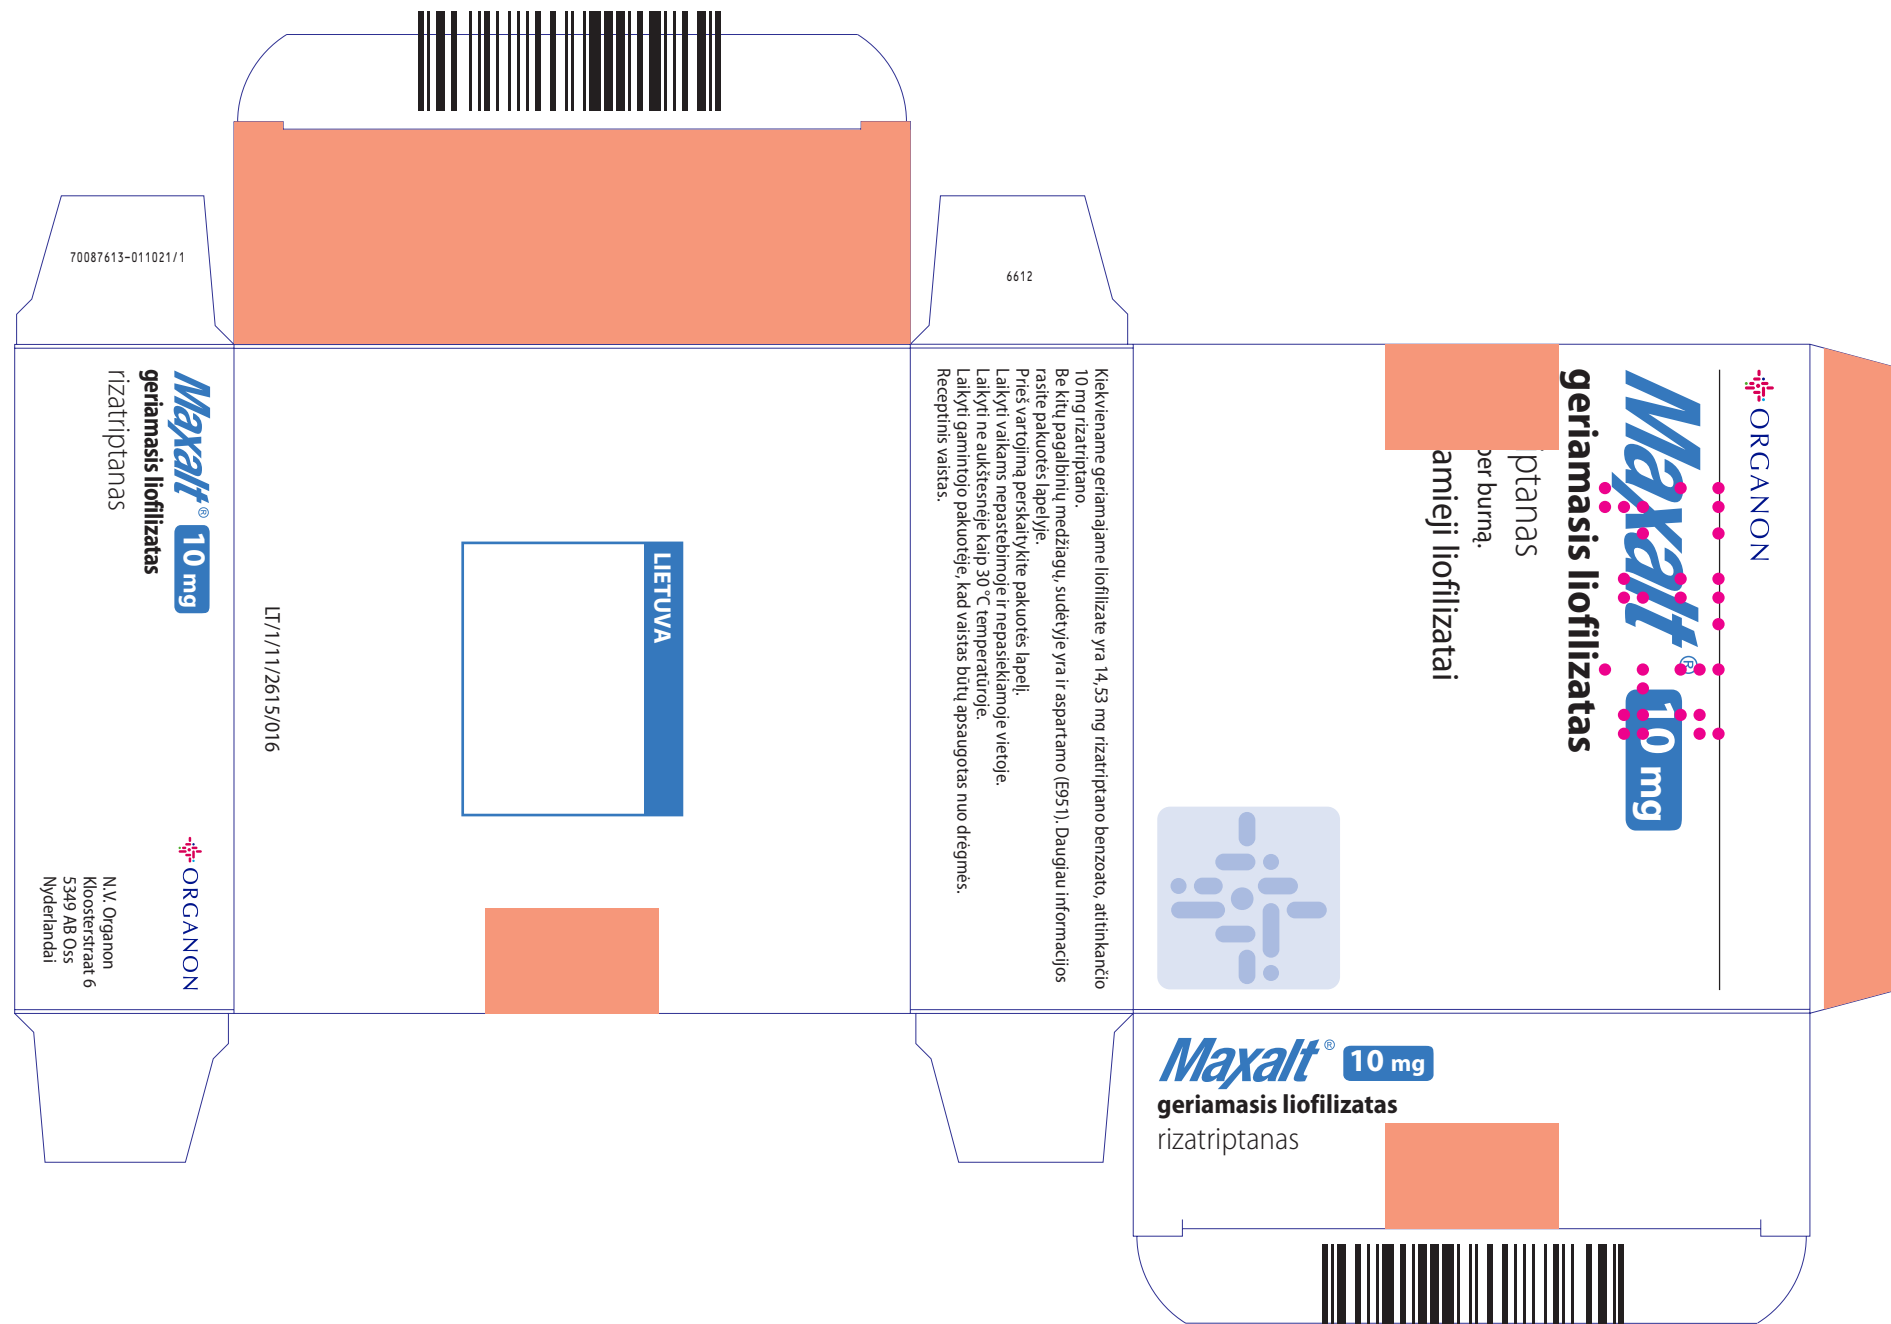 70087613-011021/1
6612
Maxalt® 10 mg
geriamasis liofilizatas
rizatriptanas
ORGANON
N.V. Organon
Kloosterstraat 6
5349 AB Oss
Nyderlandai
LIETUVA
LT/1/11/2615/016
Kiekviename geriamajame liofilizate yra 14,53 mg rizatriptano benzoato, atitinkančio
10 mg rizatriptano.
Be kitų pagalbinių medžiagų, sudėtyje yra ir aspartamo (E951). Daugiau informacijos
rasite pakuotės lapelyje.
Prieš vartojimą perskaitykite pakuotės lapelį.
Laikyti vaikams nepastebimoje ir nepasiekiamoje vietoje.
Laikyti ne aukštesnėje kaip 30 °C temperatūroje.
Laikyti gamintojo pakuotėje, kad vaistas būtų apsaugotas nuo drėgmės.
Receptinis vaistas.
ORGANON
Maxalt® 10 mg
geriamasis liofilizatas
ptanas
per burną.
amieji liofilizatai
Maxalt® 10 mg
geriamasis liofilizatas
rizatriptanas